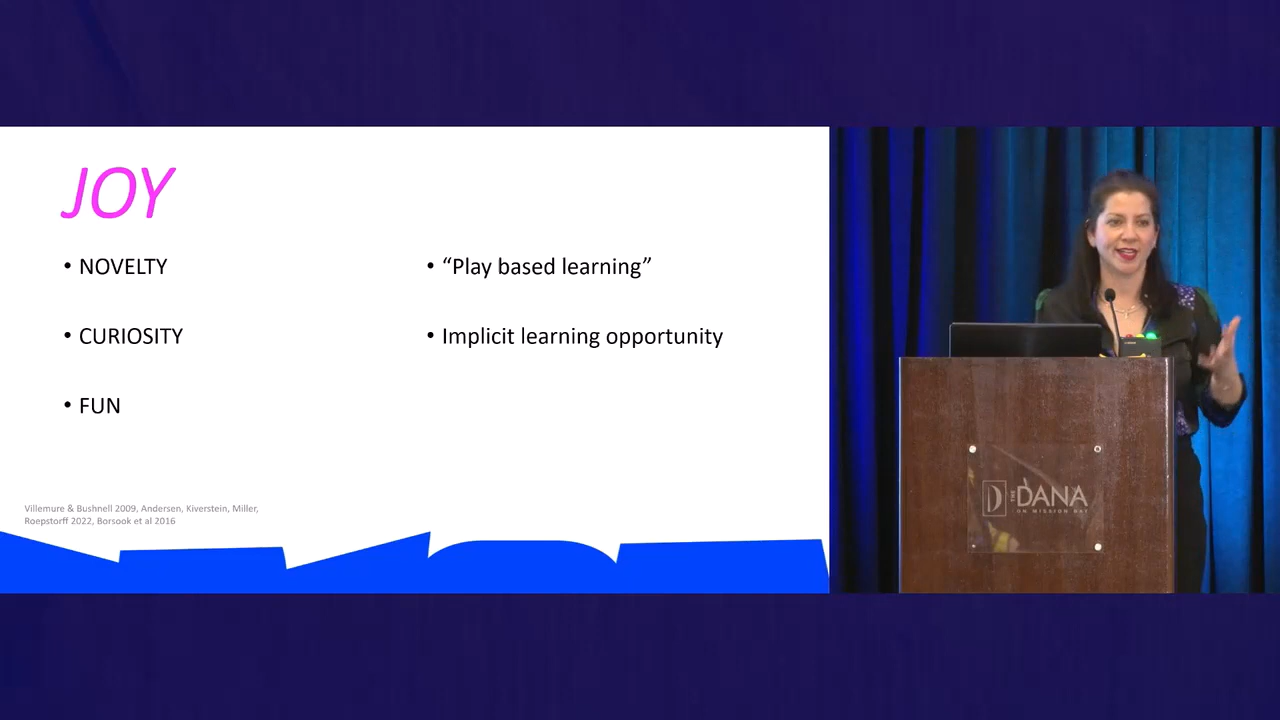 JOY
• NOVELTY
• CURIOSITY
• FUN
• “Play based learning”
• Implicit learning opportunity
Villemure & Bushnell 2009, Andersen, Kiverstein, Miller,
Roepstorff 2022, Borsook et al 2016
D THE DANA
ON MISSION BAY